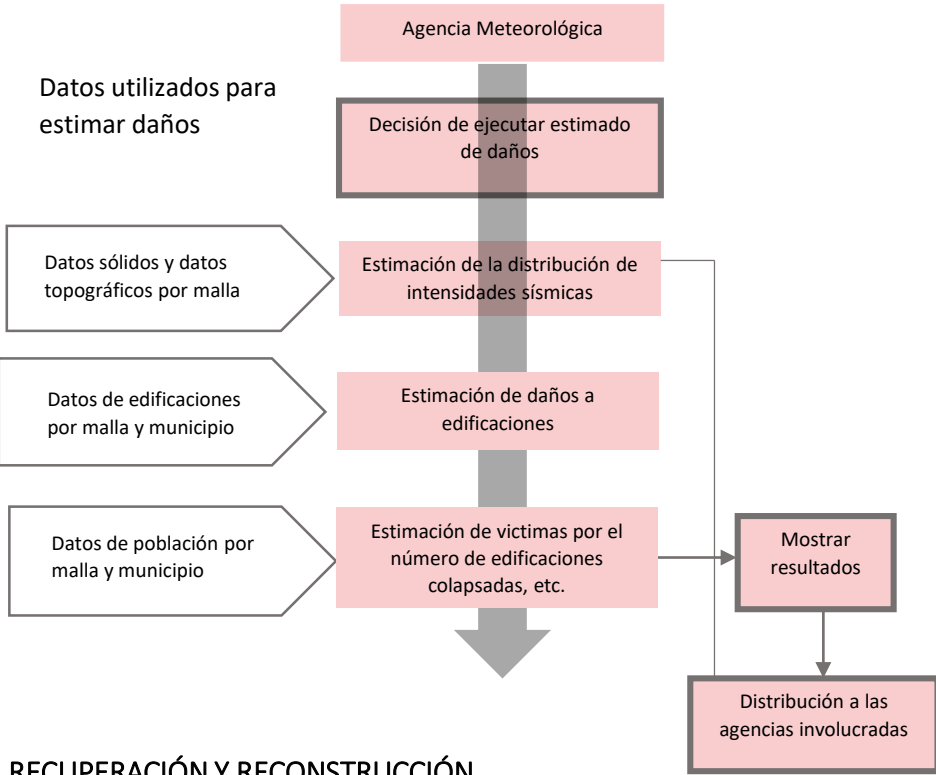 Agencia Meteorológica
Datos utilizados para
estimar daños
Decisión de ejecutar estimado
de daños
Datos sólidos y datos
topográficos por malla
Estimación de la distribución de
intensidades sísmicas
Datos de edificaciones
por malla y municipio
Estimación de daños a
edificaciones
Datos de población por
malla y municipio
Estimación de victimas por el
número de edificaciones
colapsadas, etc.
Mostrar
resultados
Distribución a las
agencias involucradas
RECUPERACIÓN Y RECONSTRUCCIÓN